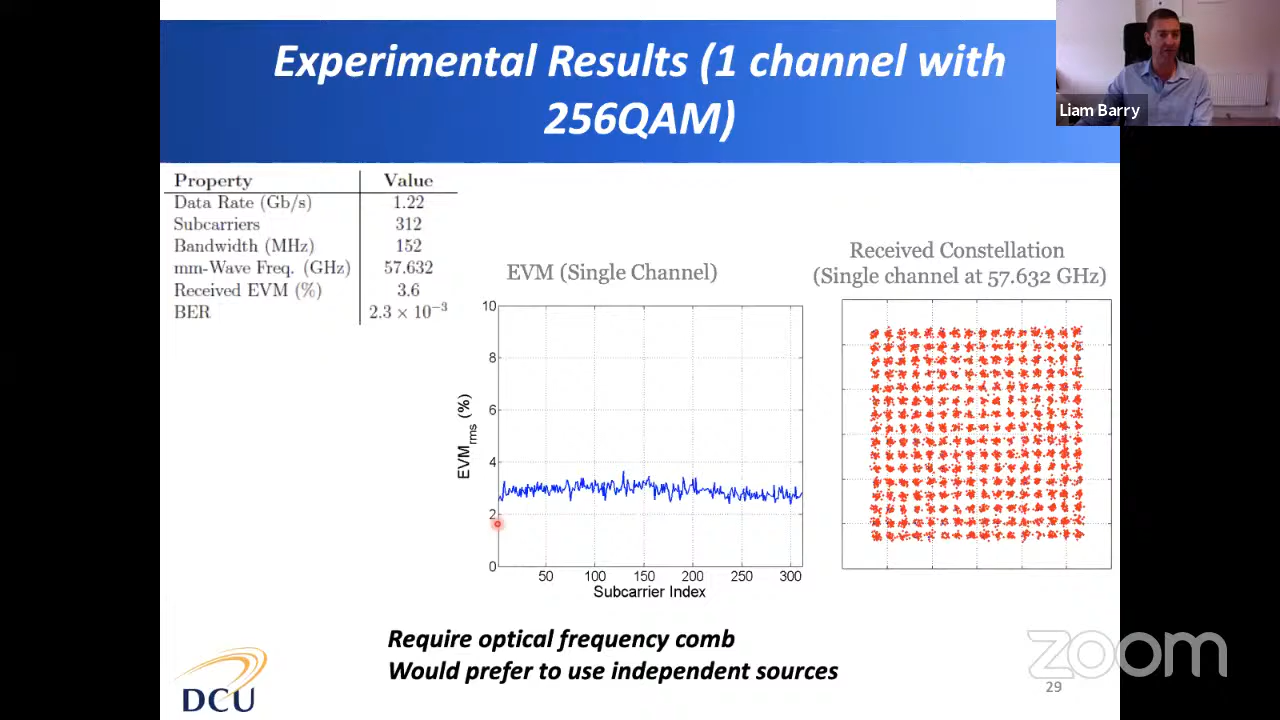 Experimental Results (1 channel with
256QAM)
Liam Barry
Property Value
Data Rate (Gb/s) 1.22
Subcarriers 312
Bandwidth (MHz) 152
mm-Wave Freq. (GHz) 57.632
Received EVM (%) 3.6
BER 2.3 × 10⁻³
EVM (Single Channel)
Received Constellation
(Single channel at 57.632 GHz)
10
8
6
4
2
0
EVMrms (%)
50 100 150 200 250 300
Subcarrier Index
Require optical frequency comb
Would prefer to use independent sources
DCU
zoom
29